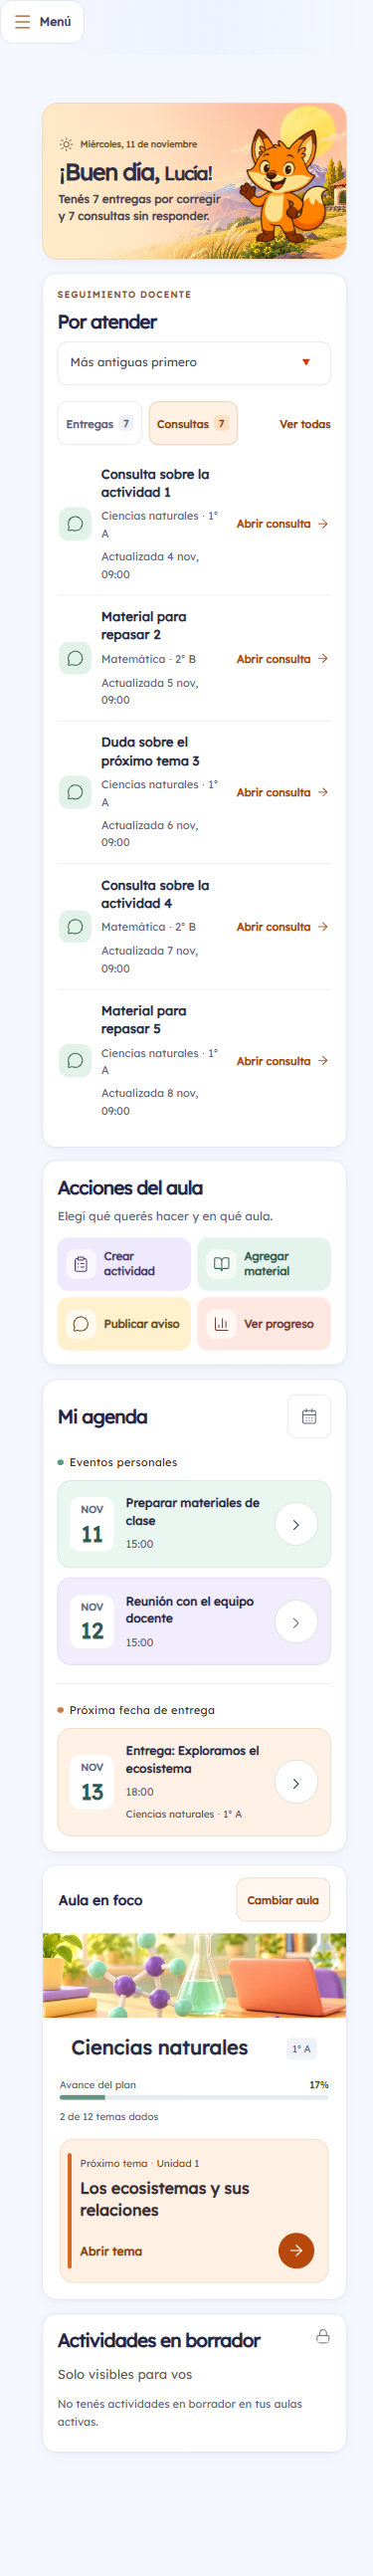 Menú
Miércoles, 11 de noviembre
¡Buen día, Lucía!
Tenés 7 entregas por corregir
y 7 consultas sin responder.
SEGUIMIENTO DOCENTE
Por atender
Más antiguas primero
Entregas 7
Consultas 7
Ver todas
Consulta sobre la
actividad 1
Ciencias naturales · 1°
A
Actualizada 4 nov,
09:00
Abrir consulta
Material para
repasar 2
Matemática · 2° B
Actualizada 5 nov,
09:00
Abrir consulta
Duda sobre el
próximo tema 3
Ciencias naturales · 1°
A
Actualizada 6 nov,
09:00
Abrir consulta
Consulta sobre la
actividad 4
Matemática · 2° B
Actualizada 7 nov,
09:00
Abrir consulta
Material para
repasar 5
Ciencias naturales · 1°
A
Actualizada 8 nov,
09:00
Abrir consulta
Acciones del aula
Elegí qué querés hacer y en qué aula.
Crear
actividad
Agregar
material
Publicar aviso
Ver progreso
Mi agenda
Eventos personales
NOV
11
Preparar materiales de
clase
15:00
NOV
12
Reunión con el equipo
docente
15:00
Próxima fecha de entrega
NOV
13
Entrega: Exploramos el
ecosistema
18:00
Ciencias naturales · 1° A
Aula en foco
Cambiar aula
Ciencias naturales
1° A
Avance del plan
17%
2 de 12 temas dados
Próximo tema · Unidad 1
Los ecosistemas y sus
relaciones
Abrir tema
Actividades en borrador
Solo visibles para vos
No tenés actividades en borrador en tus aulas
activas.